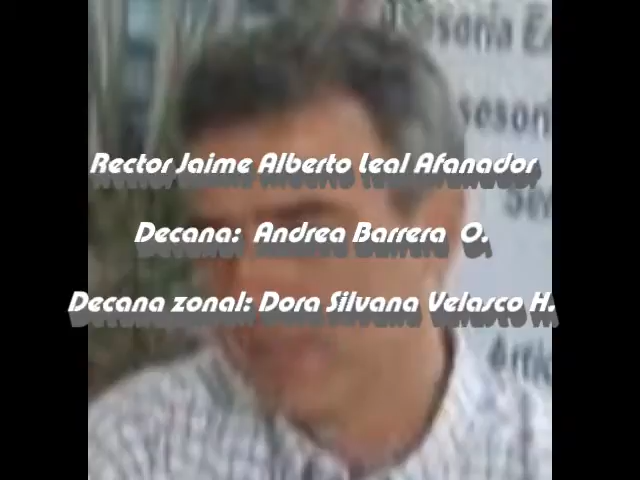 Rector Jaime Alberto Leal Afanador
Decana: Andrea Barrera O.
Decana zonal: Dora Silvana Velasco H.